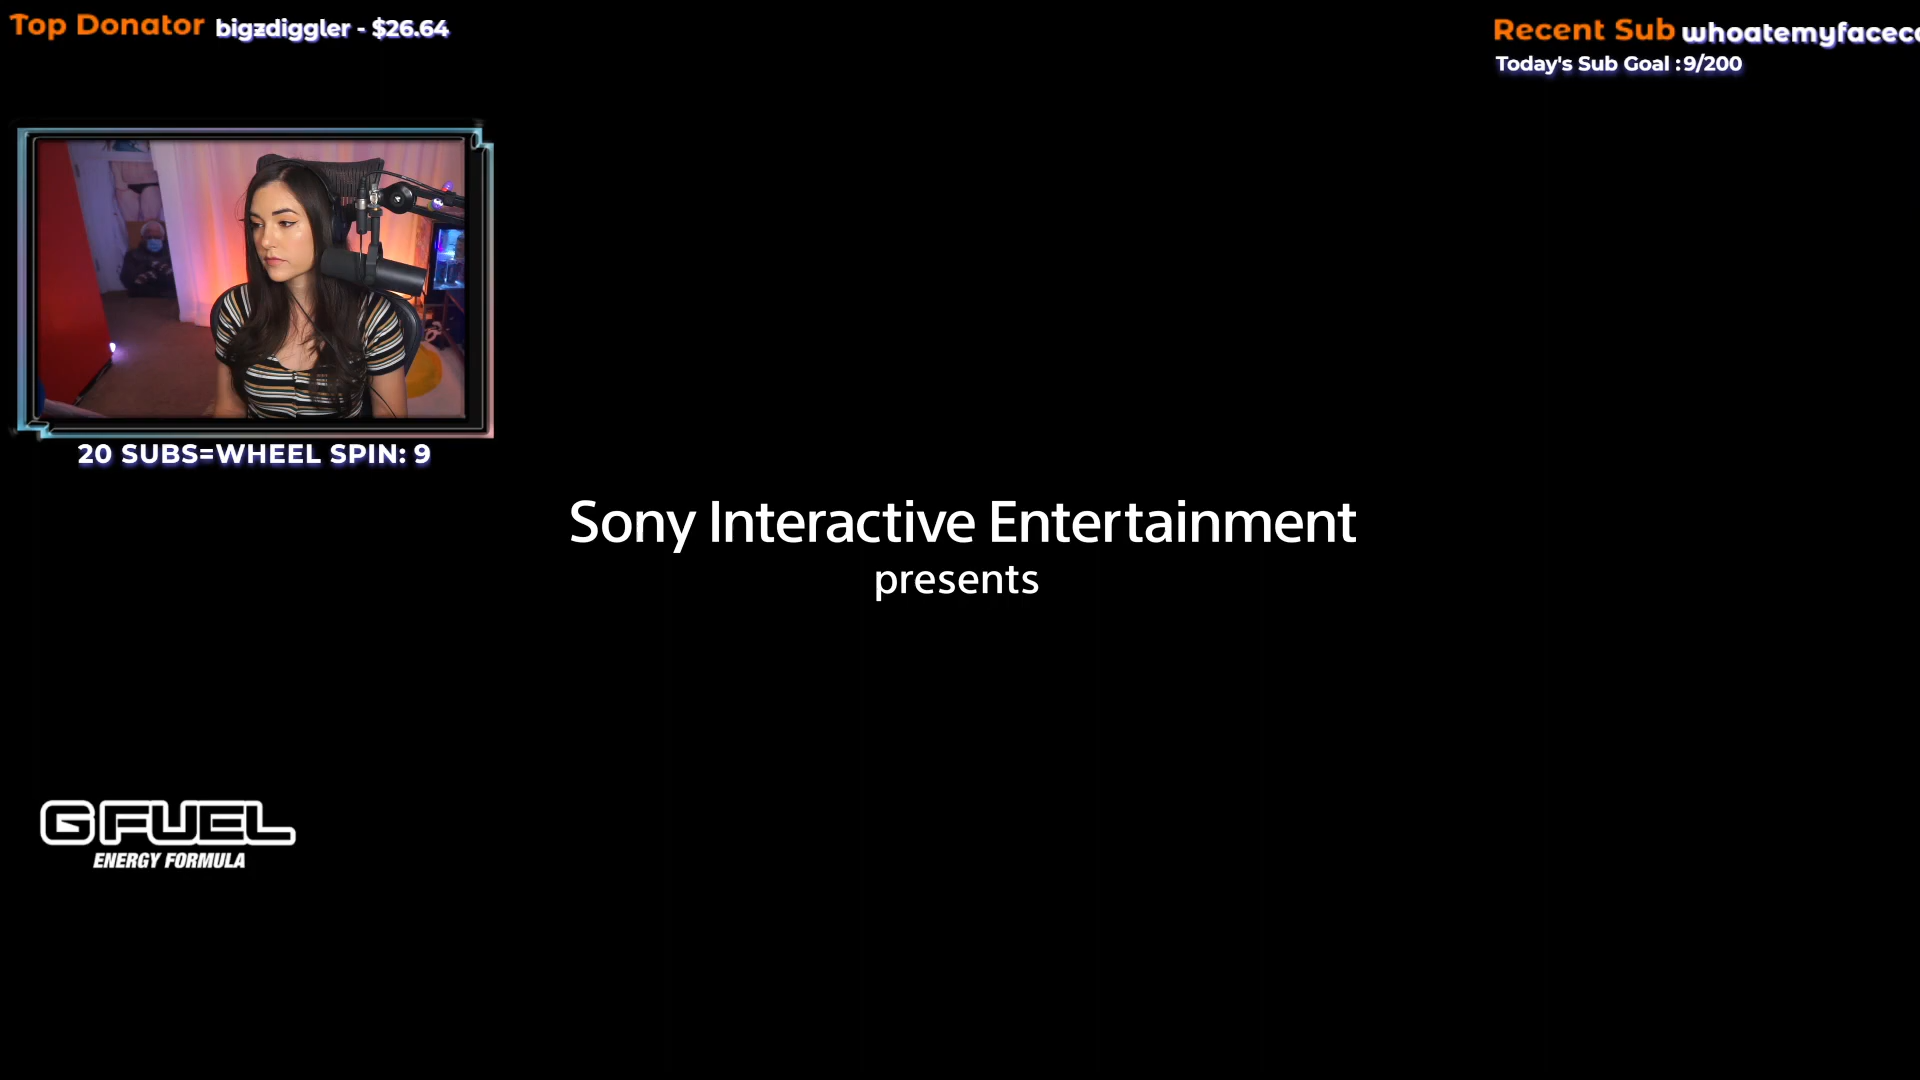 Top Donator bigzdiggler - $26.64
Recent Sub whoatemyfacec
Today's Sub Goal : 9/200
20 SUBS=WHEEL SPIN: 9
Sony Interactive Entertainment
presents
G FUEL
ENERGY FORMULA